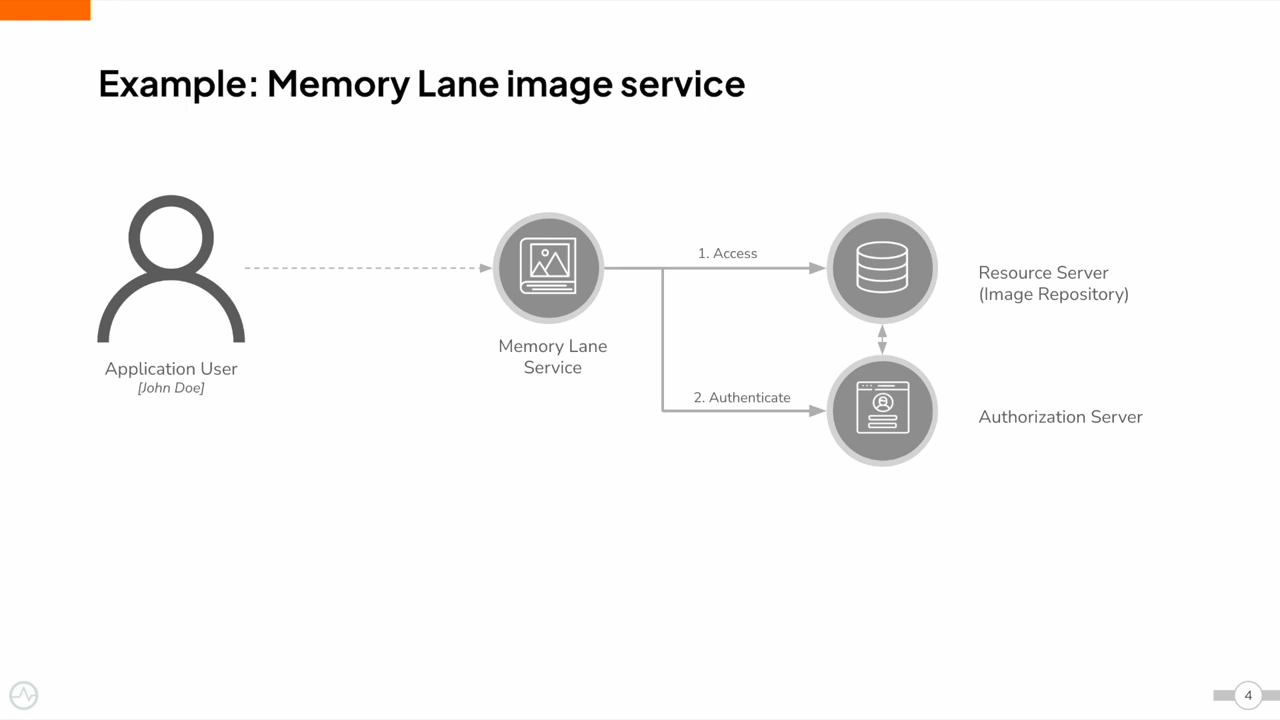 Example: Memory Lane image service
1. Access
Resource Server
(Image Repository)
Memory Lane
Service
Application User
[John Doe]
2. Authenticate
Authorization Server
4